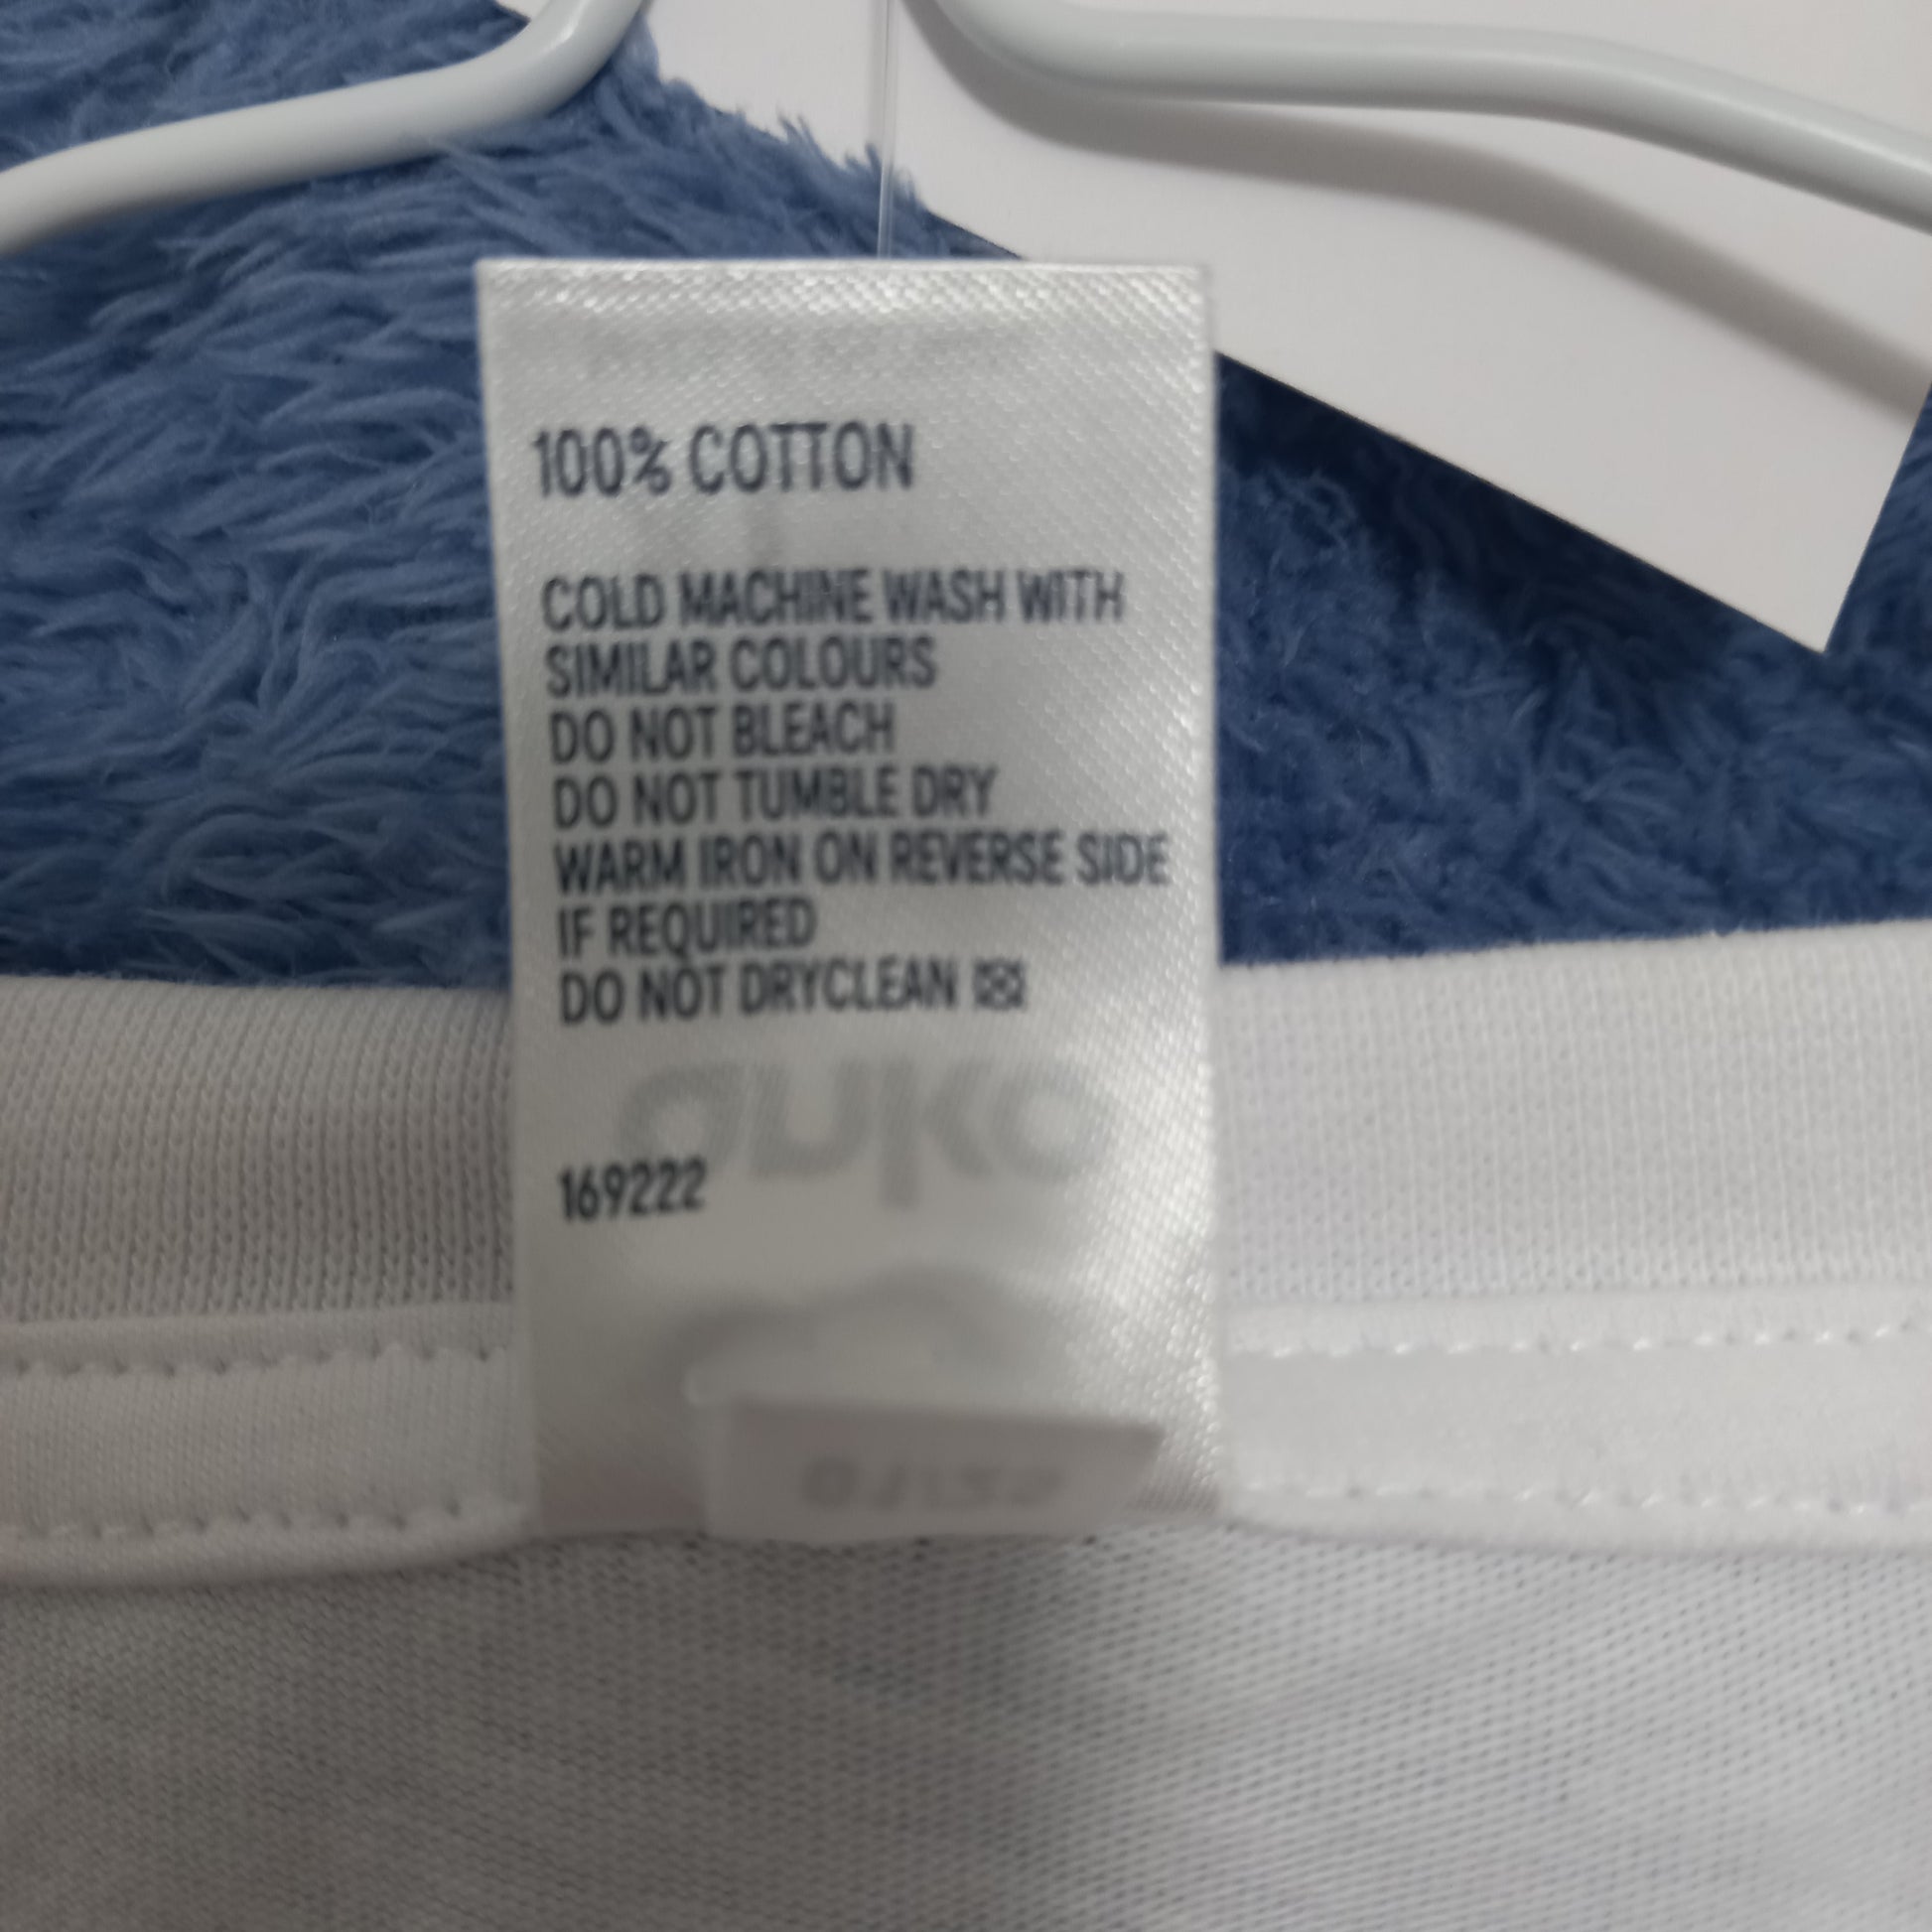 100% COTTON
COLD MACHINE WASH WITH
SIMILAR COLOURS
DO NOT BLEACH
DO NOT TUMBLE DRY
WARM IRON ON REVERSE SIDE
IF REQUIRED
DO NOT DRYCLEAN
169222